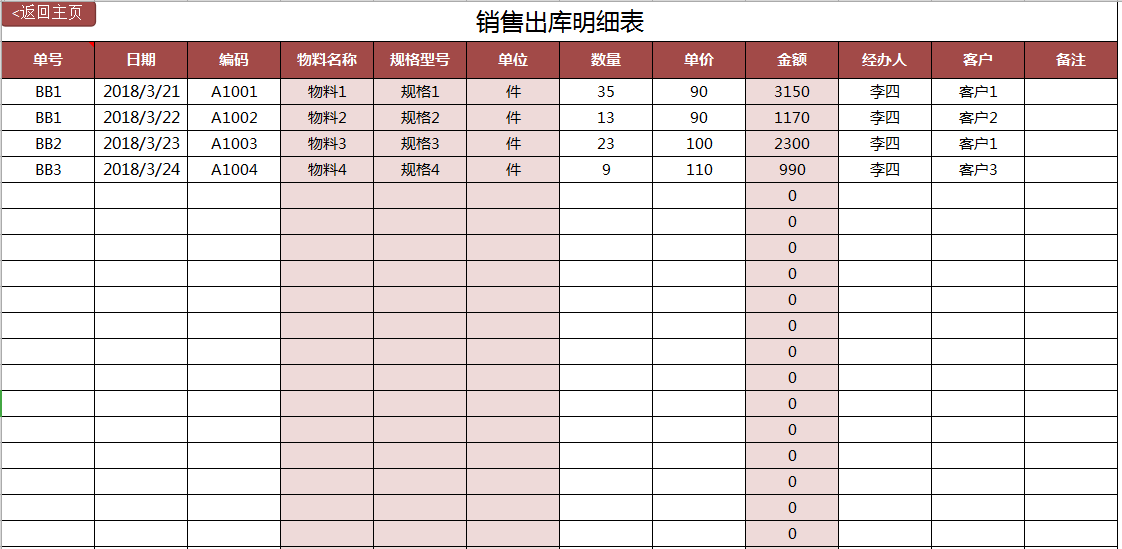 <返回主页
销售出库明细表
单号 日期 编码 物料名称 规格型号 单位 数量 单价 金额 经办人 客户 备注
BB1 2018/3/21 A1001 物料1 规格1 件 35 90 3150 李四 客户1
BB1 2018/3/22 A1002 物料2 规格2 件 13 90 1170 李四 客户2
BB2 2018/3/23 A1003 物料3 规格3 件 23 100 2300 李四 客户1
BB3 2018/3/24 A1004 物料4 规格4 件 9 110 990 李四 客户3
0
0
0
0
0
0
0
0
0
0
0
0
0
0